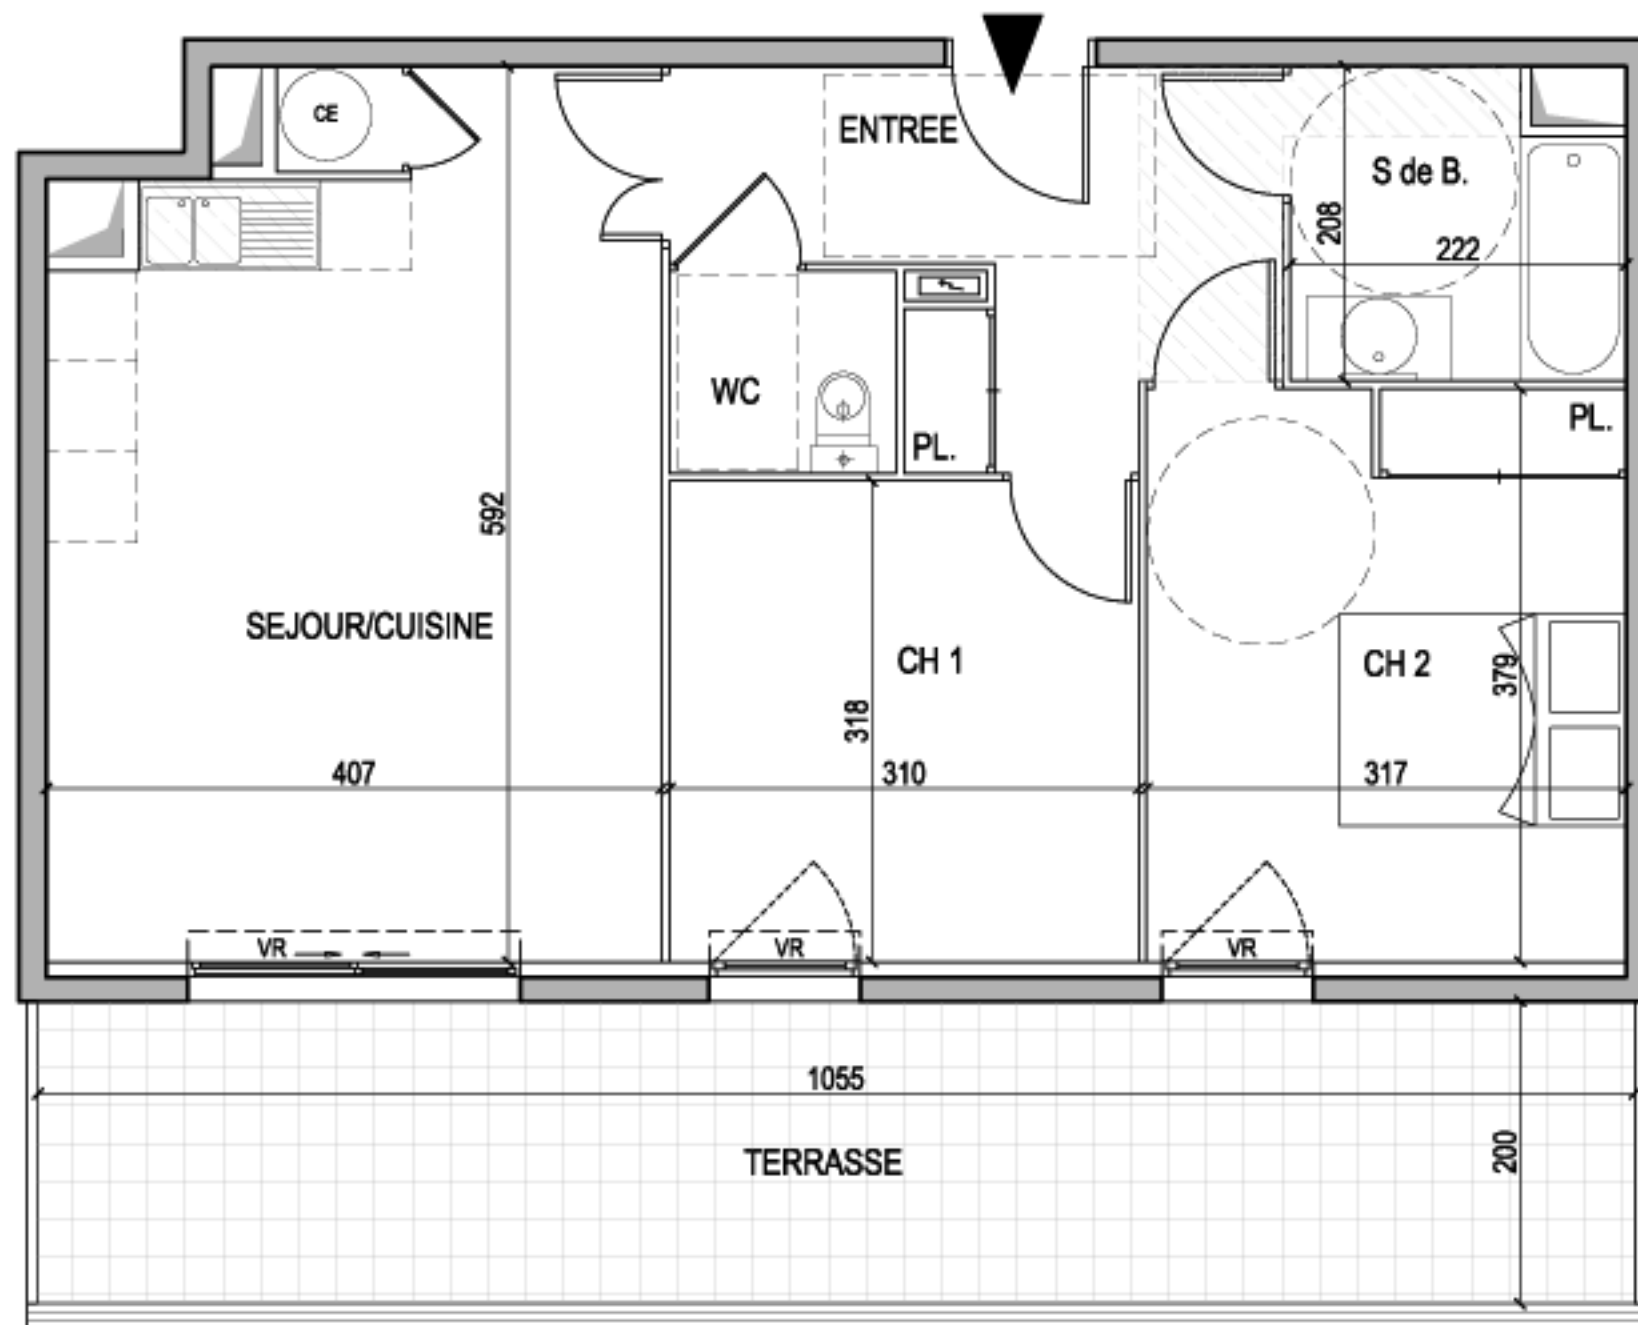 CE
ENTREE
S de B.
208
222
WC
PL.
PL.
592
SEJOUR/CUISINE
CH 1
CH 2
379
318
407
310
317
VR
VR
VR
1055
TERRASSE
200